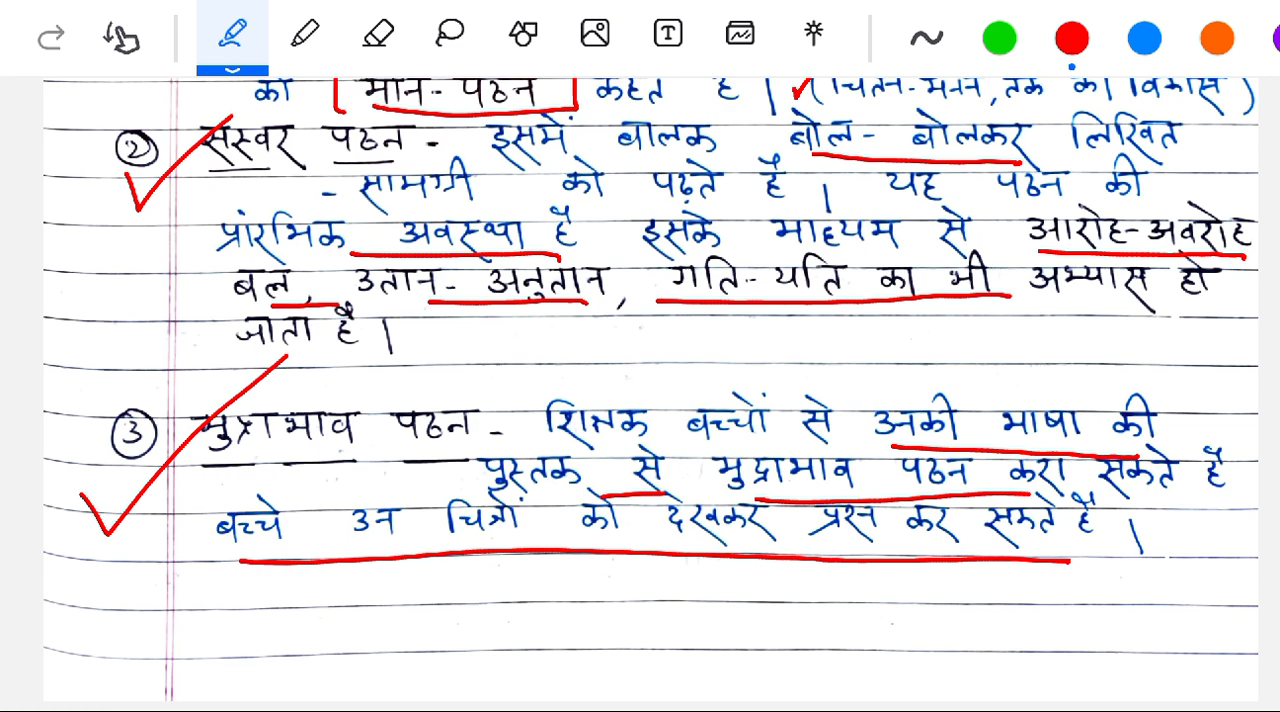 को [मौन-पठन] कहते है। (चिंतन-मनन, तर्क का विकास)
② सस्वर पठन - इसमें बालक बोल-बोलकर लिखित
- सामग्री को पढ़ते है। यह पठन की
प्रांरभिक अवस्था है इसके माध्यम से आरोह-अवरोह
बल, उतान-अनुतान, गति-यति का भी अभ्यास हो
जाता है।
③ मुद्राभाव पठन - शिक्षक बच्चों से उनकी भाषा की
पुस्तक से मुद्राभाव पठन करा सकते है
बच्चे उन चित्रों को देखकर प्रश्न कर सकते है।